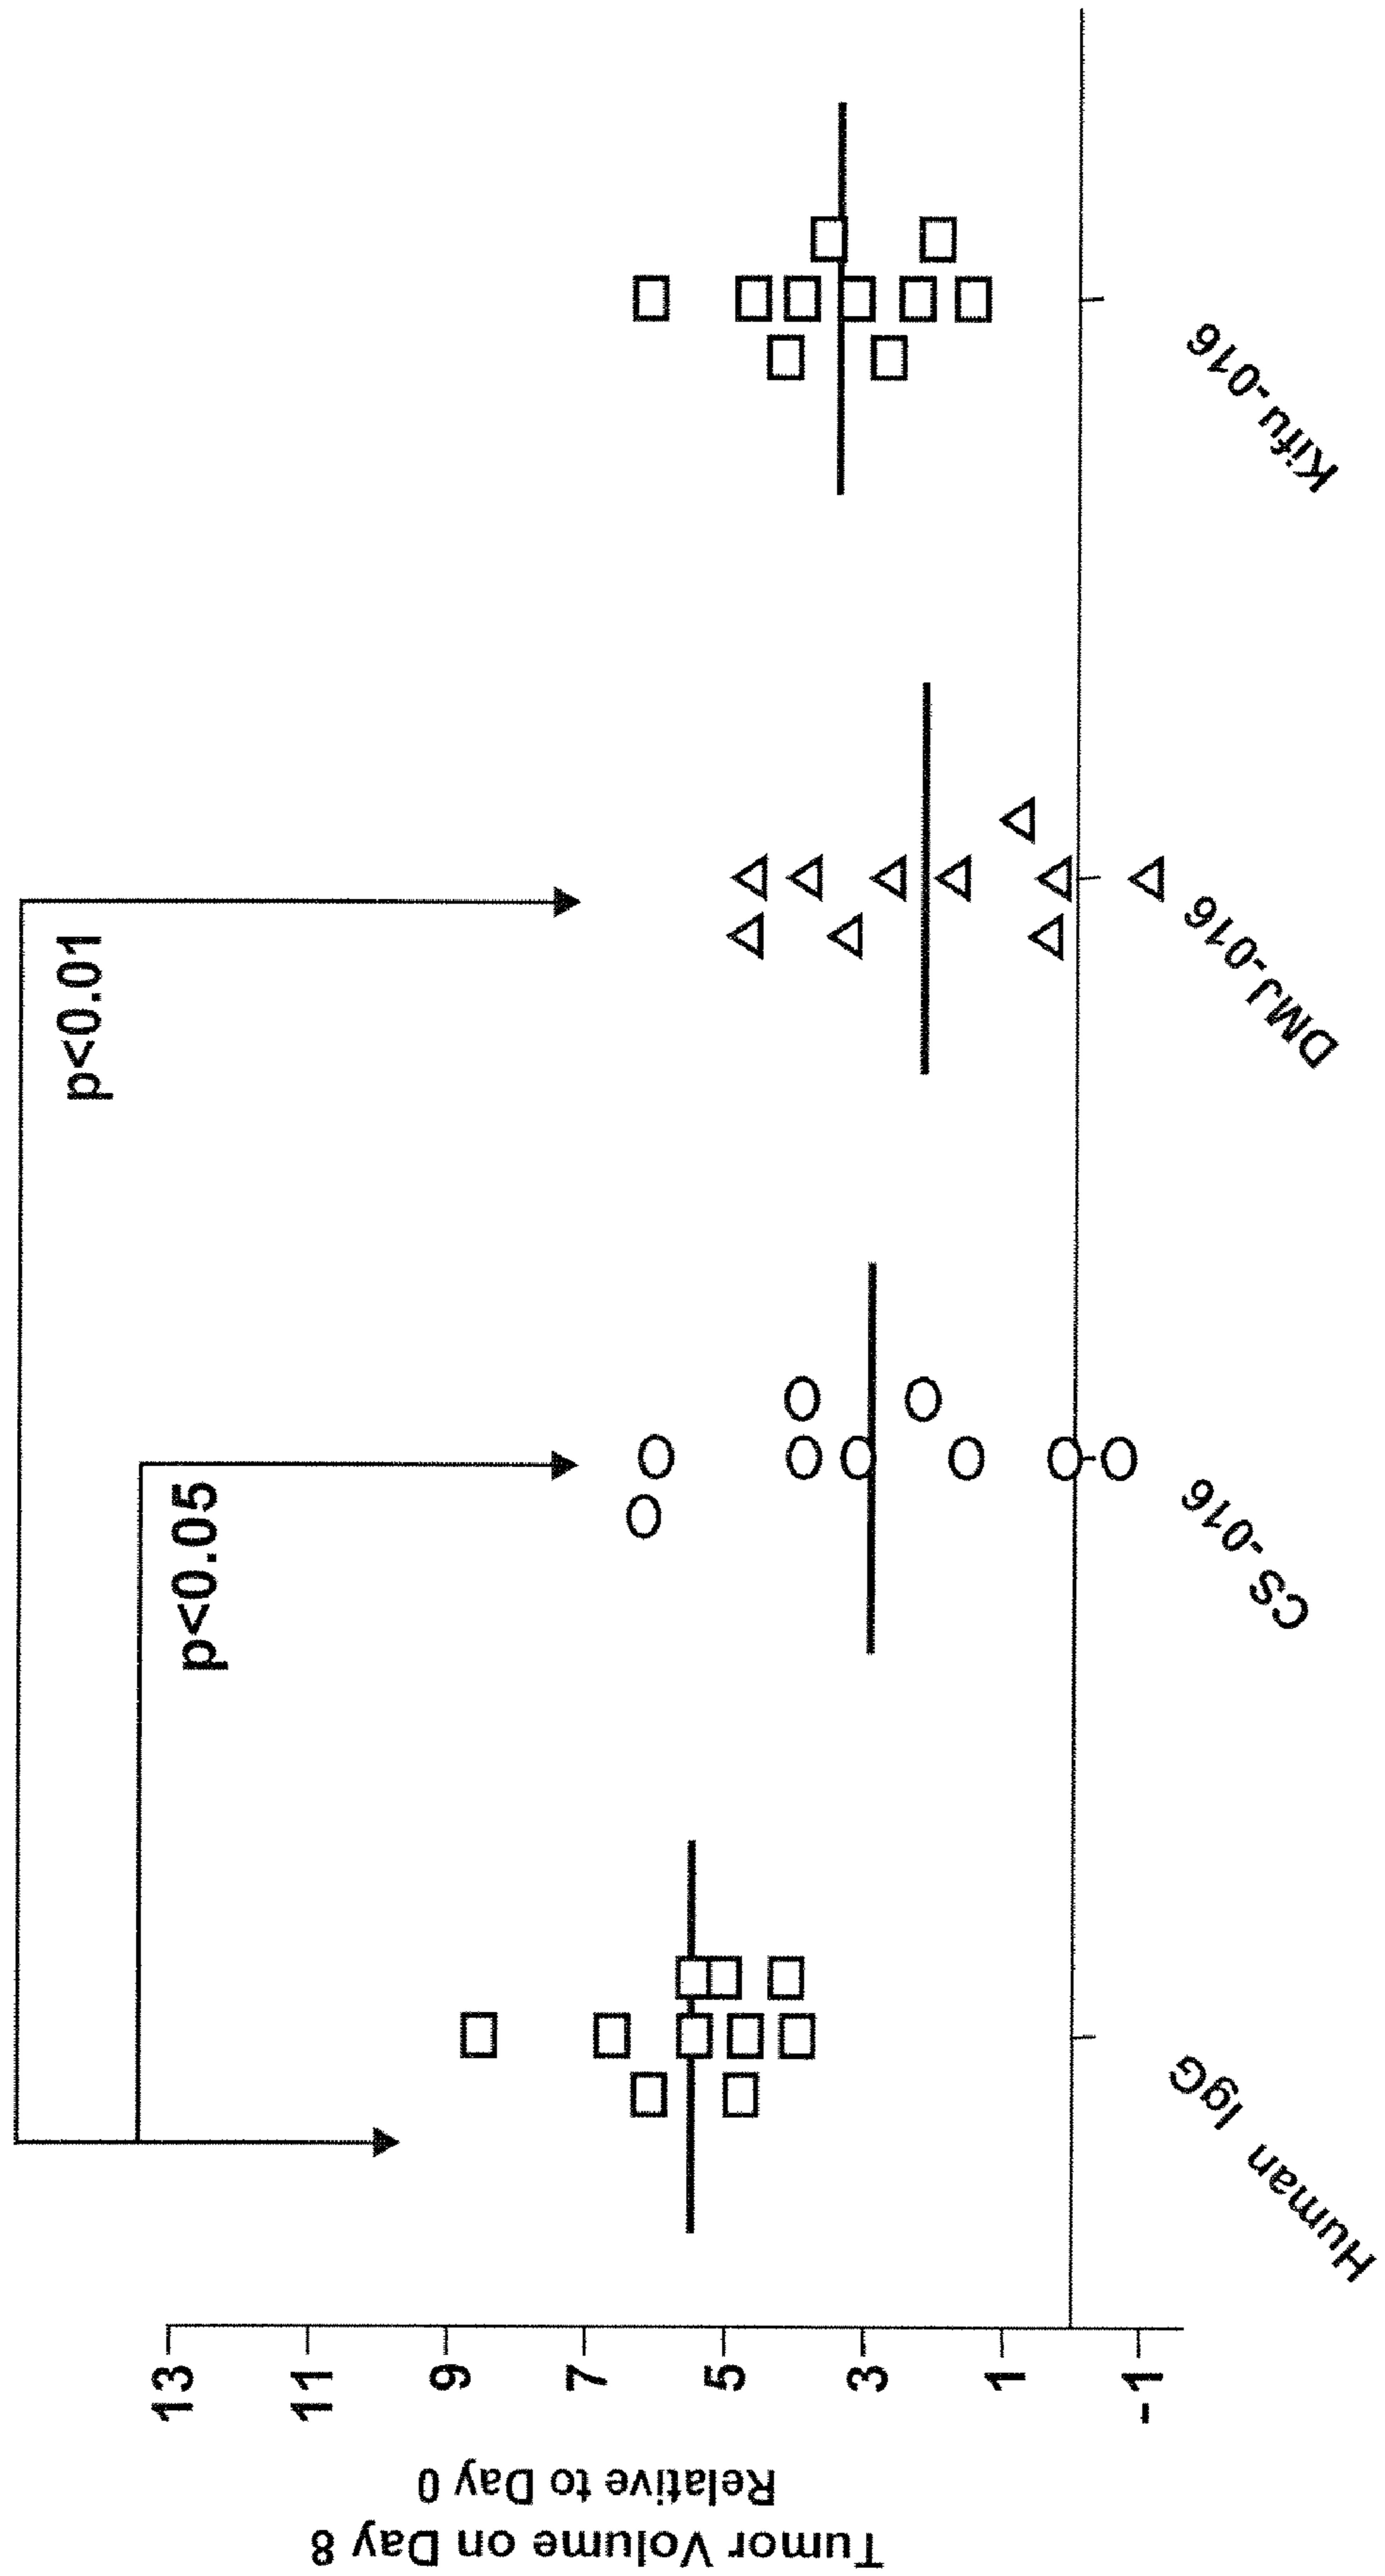 Tumor Volume on Day 8
Relative to Day 0
13
11
9
7
5
3
1
-1
p<0.01
p<0.05
Human IgG
CS -016
DMJ-016
Kifu-016